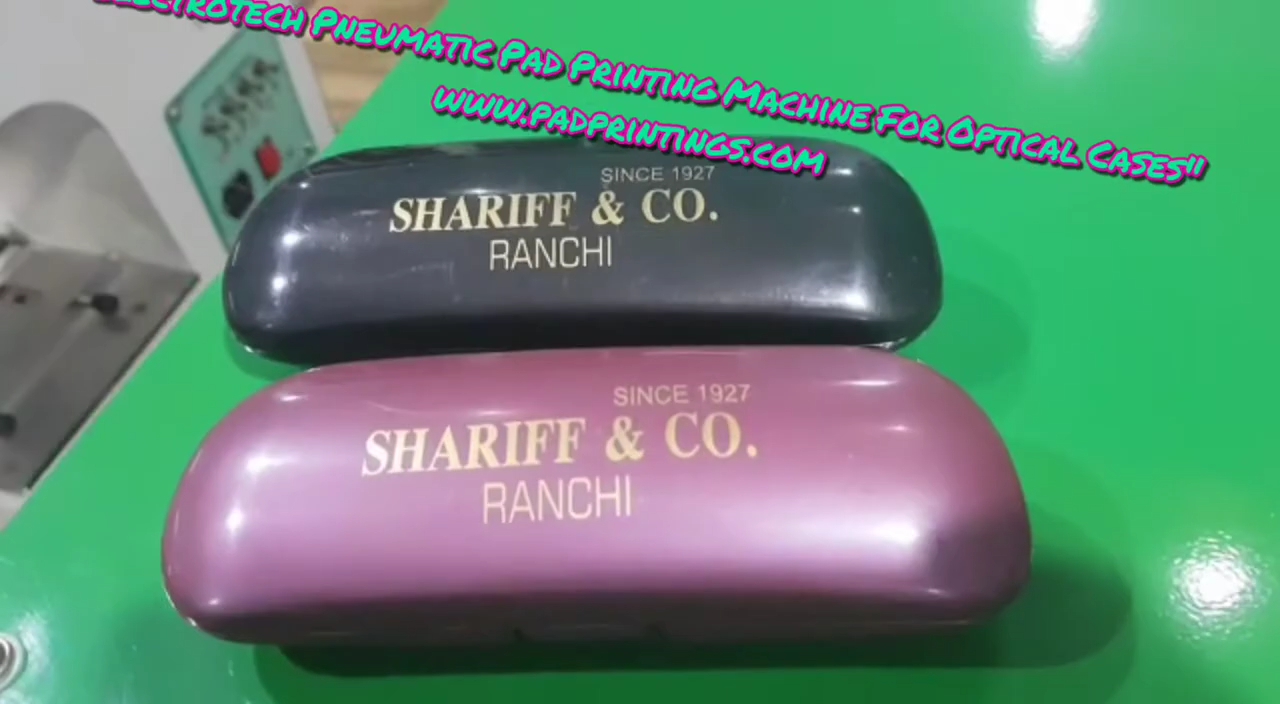 PNEUMATIC PAD PRINTING MACHINE FOR OPTICAL CASES"
WWW.PADPRINTINGS.COM
SINCE 1927
SHARIFF & CO.
RANCHI
SINCE 1927
SHARIFF & CO.
RANCHI